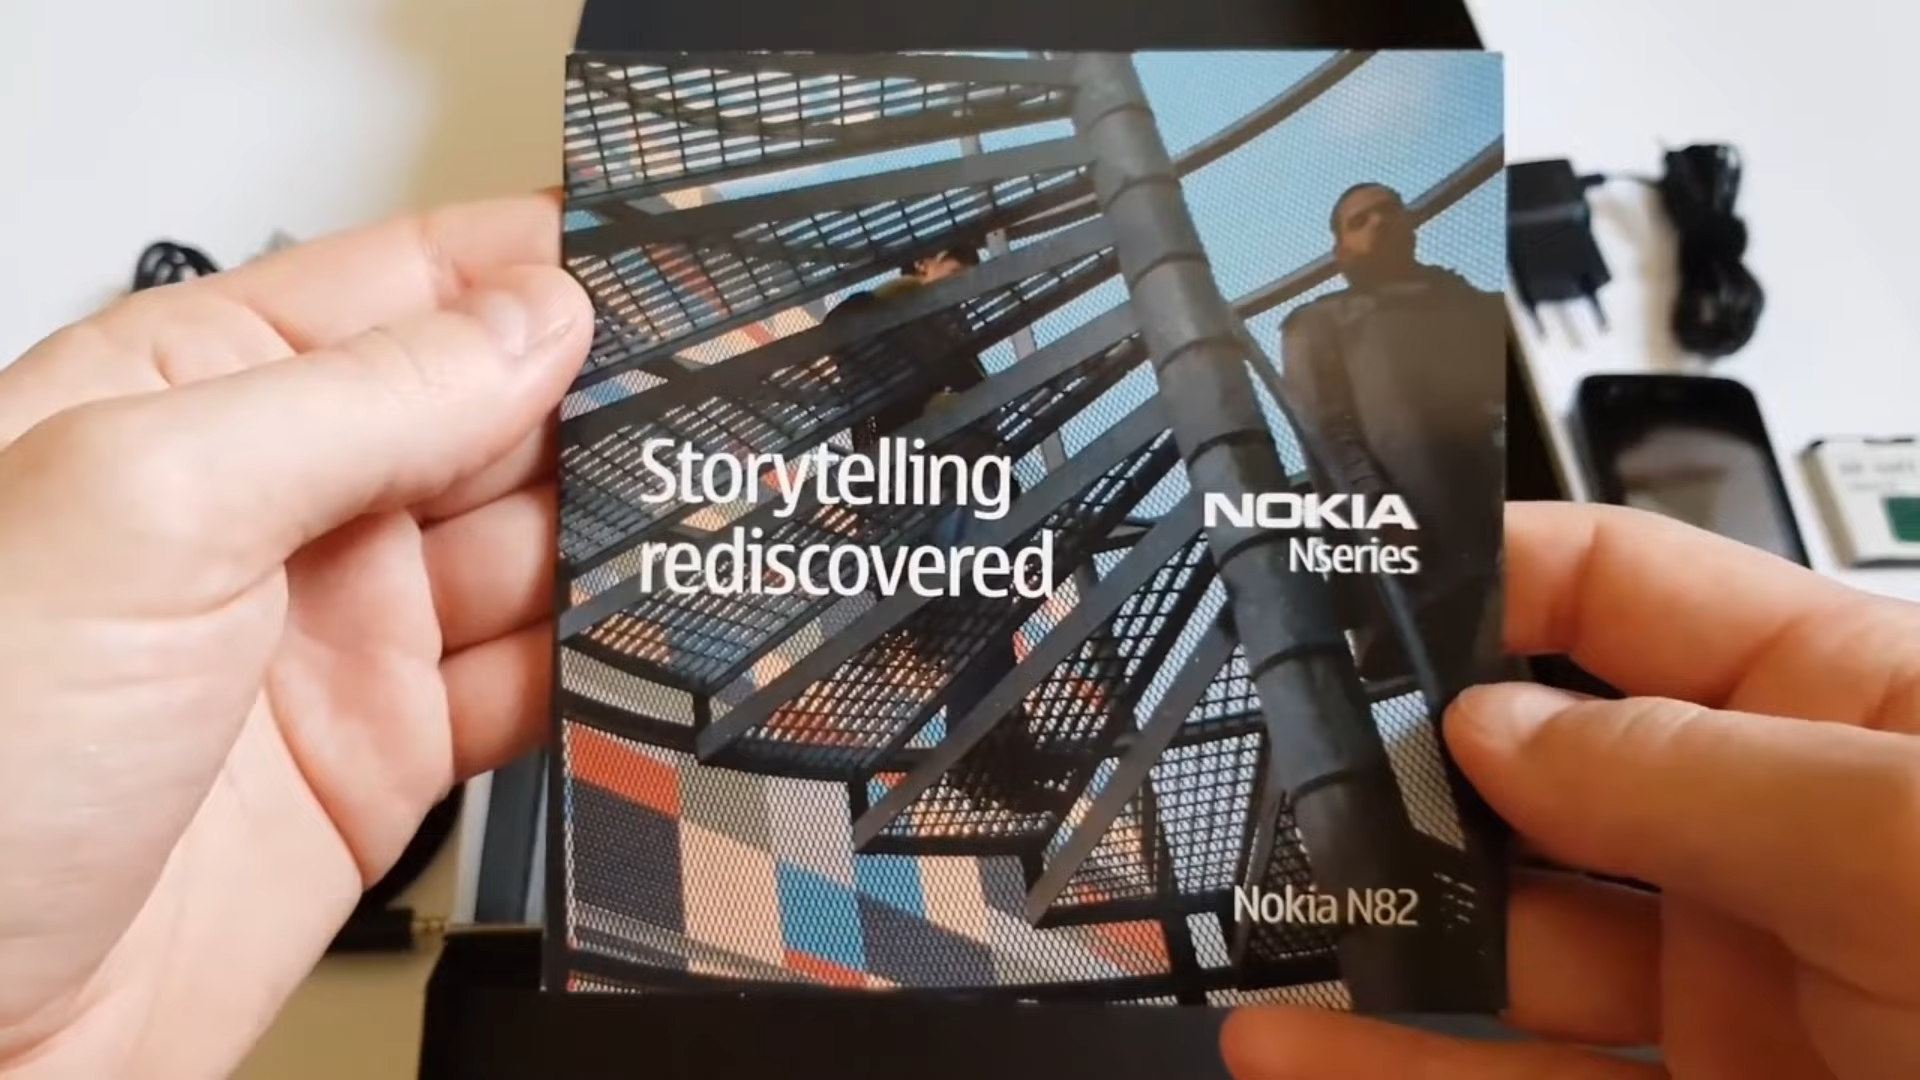 Storytelling
rediscovered
NOKIA
Nseries
Nokia N82